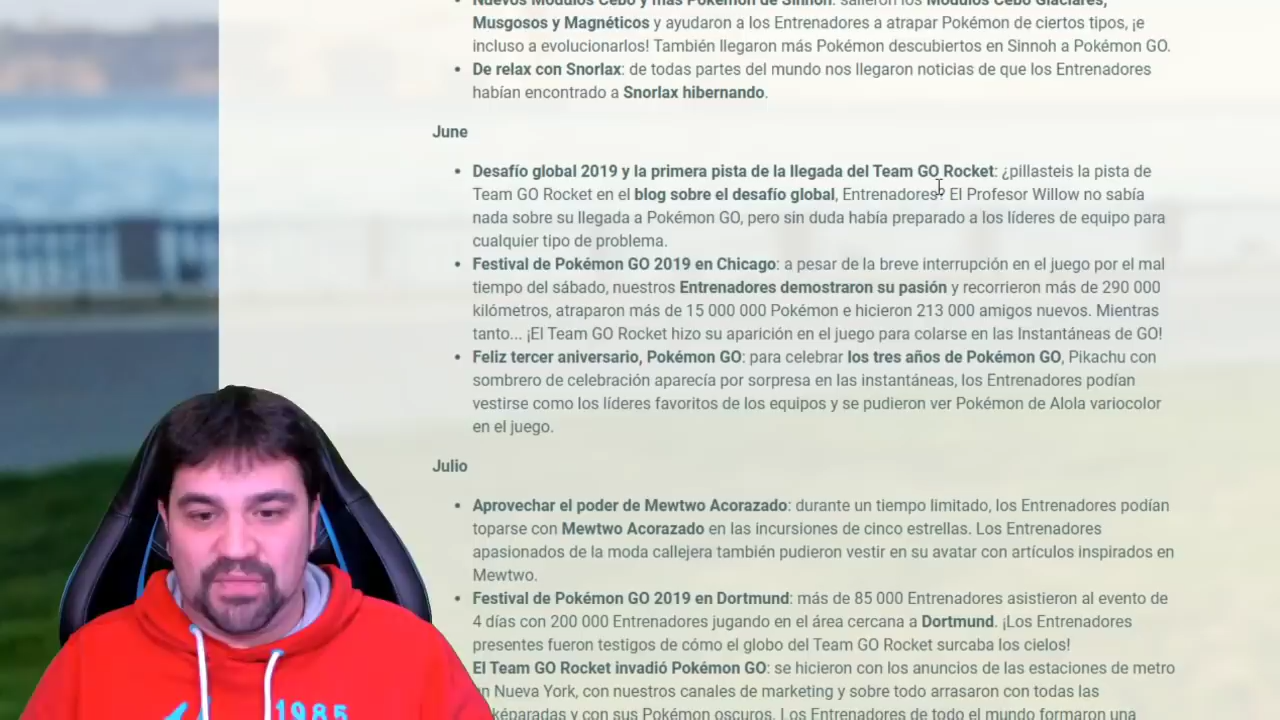 Nuevos Módulos Cebo y más Pokémon de Sinnoh: salieron los Módulos Cebo Glaciares,
Musgosos y Magnéticos y ayudaron a los Entrenadores a atrapar Pokémon de ciertos tipos, ¡e
incluso a evolucionarlos! También llegaron más Pokémon descubiertos en Sinnoh a Pokémon GO.
De relax con Snorlax: de todas partes del mundo nos llegaron noticias de que los Entrenadores
habían encontrado a Snorlax hibernando.
June
Desafío global 2019 y la primera pista de la llegada del Team GO Rocket: ¿pillasteis la pista de
Team GO Rocket en el blog sobre el desafío global, Entrenadores? El Profesor Willow no sabía
nada sobre su llegada a Pokémon GO, pero sin duda había preparado a los líderes de equipo para
cualquier tipo de problema.
Festival de Pokémon GO 2019 en Chicago: a pesar de la breve interrupción en el juego por el mal
tiempo del sábado, nuestros Entrenadores demostraron su pasión y recorrieron más de 290 000
kilómetros, atraparon más de 15 000 000 Pokémon e hicieron 213 000 amigos nuevos. Mientras
tanto... ¡El Team GO Rocket hizo su aparición en el juego para colarse en las Instantáneas de GO!
Feliz tercer aniversario, Pokémon GO: para celebrar los tres años de Pokémon GO, Pikachu con
sombrero de celebración aparecía por sorpresa en las instantáneas, los Entrenadores podían
vestirse como los líderes favoritos de los equipos y se pudieron ver Pokémon de Alola variocolor
en el juego.
Julio
Aprovechar el poder de Mewtwo Acorazado: durante un tiempo limitado, los Entrenadores podían
toparse con Mewtwo Acorazado en las incursiones de cinco estrellas. Los Entrenadores
apasionados de la moda callejera también pudieron vestir en su avatar con artículos inspirados en
Mewtwo.
Festival de Pokémon GO 2019 en Dortmund: más de 85 000 Entrenadores asistieron al evento de
4 días con 200 000 Entrenadores jugando en el área cercana a Dortmund. ¡Los Entrenadores
presentes fueron testigos de cómo el globo del Team GO Rocket surcaba los cielos!
El Team GO Rocket invadió Pokémon GO: se hicieron con los anuncios de las estaciones de metro
en Nueva York, con nuestros canales de marketing y sobre todo arrasaron con todas las
y con sus Pokémon oscuros. Los Entrenadores de todo el mundo formaron una
1985